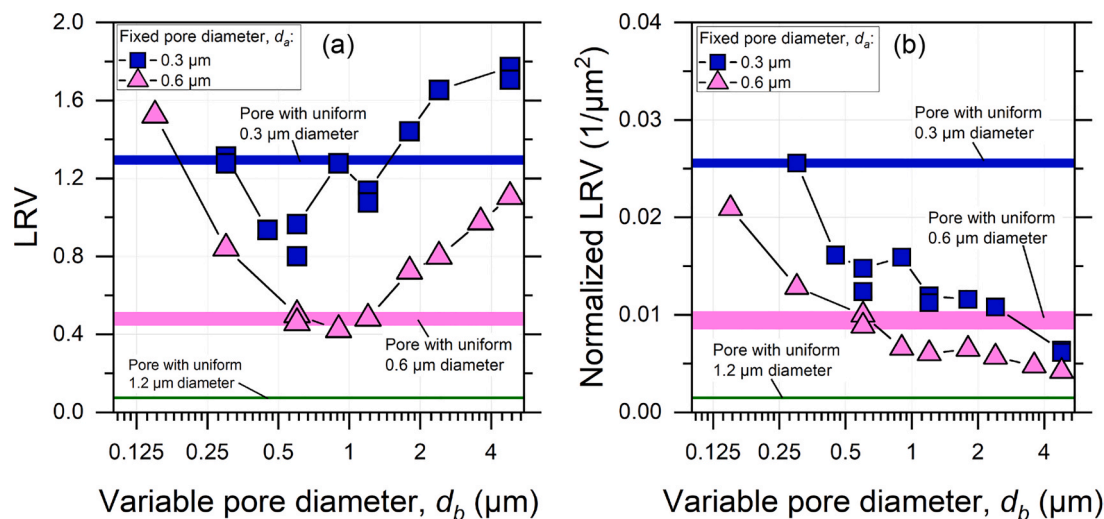 2.0
1.6
1.2
0.8
0.4
0.0
LRV
Fixed pore diameter, dₐ:
0.3 μm
0.6 μm
(a)
Pore with uniform
0.3 μm diameter
Pore with uniform
0.6 μm diameter
Pore with uniform
1.2 μm diameter
0.125 0.25 0.5 1 2 4
Variable pore diameter, d_b (μm)
0.04
0.03
0.02
0.01
0.00
Normalized LRV (1/μm²)
Fixed pore diameter, dₐ:
0.3 μm
0.6 μm
(b)
Pore with uniform
0.3 μm diameter
Pore with uniform
0.6 μm diameter
Pore with uniform
1.2 μm diameter
0.125 0.25 0.5 1 2 4
Variable pore diameter, d_b (μm)